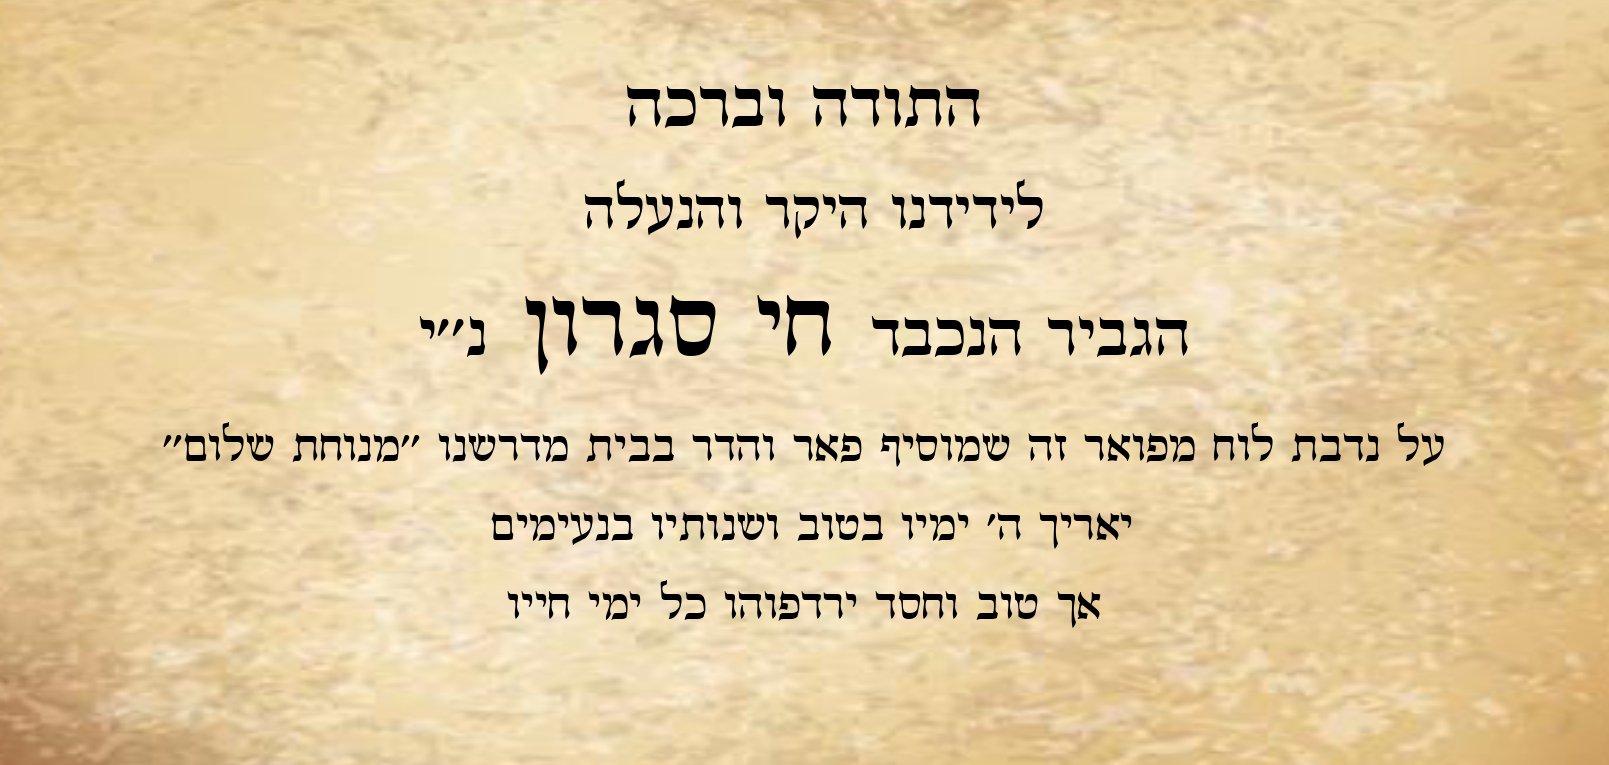 התודה וברכה
לידידנו היקר והנעלה
הגביר הנכבד חי סגרון נ״י
על נדבת לוח מפואר זה שמוסיף פאר והדר בבית מדרשנו ״מנוחת שלום״
יאריך ה׳ ימיו בטוב ושנותיו בנעימים
אך טוב וחסד ירדפוהו כל ימי חייו